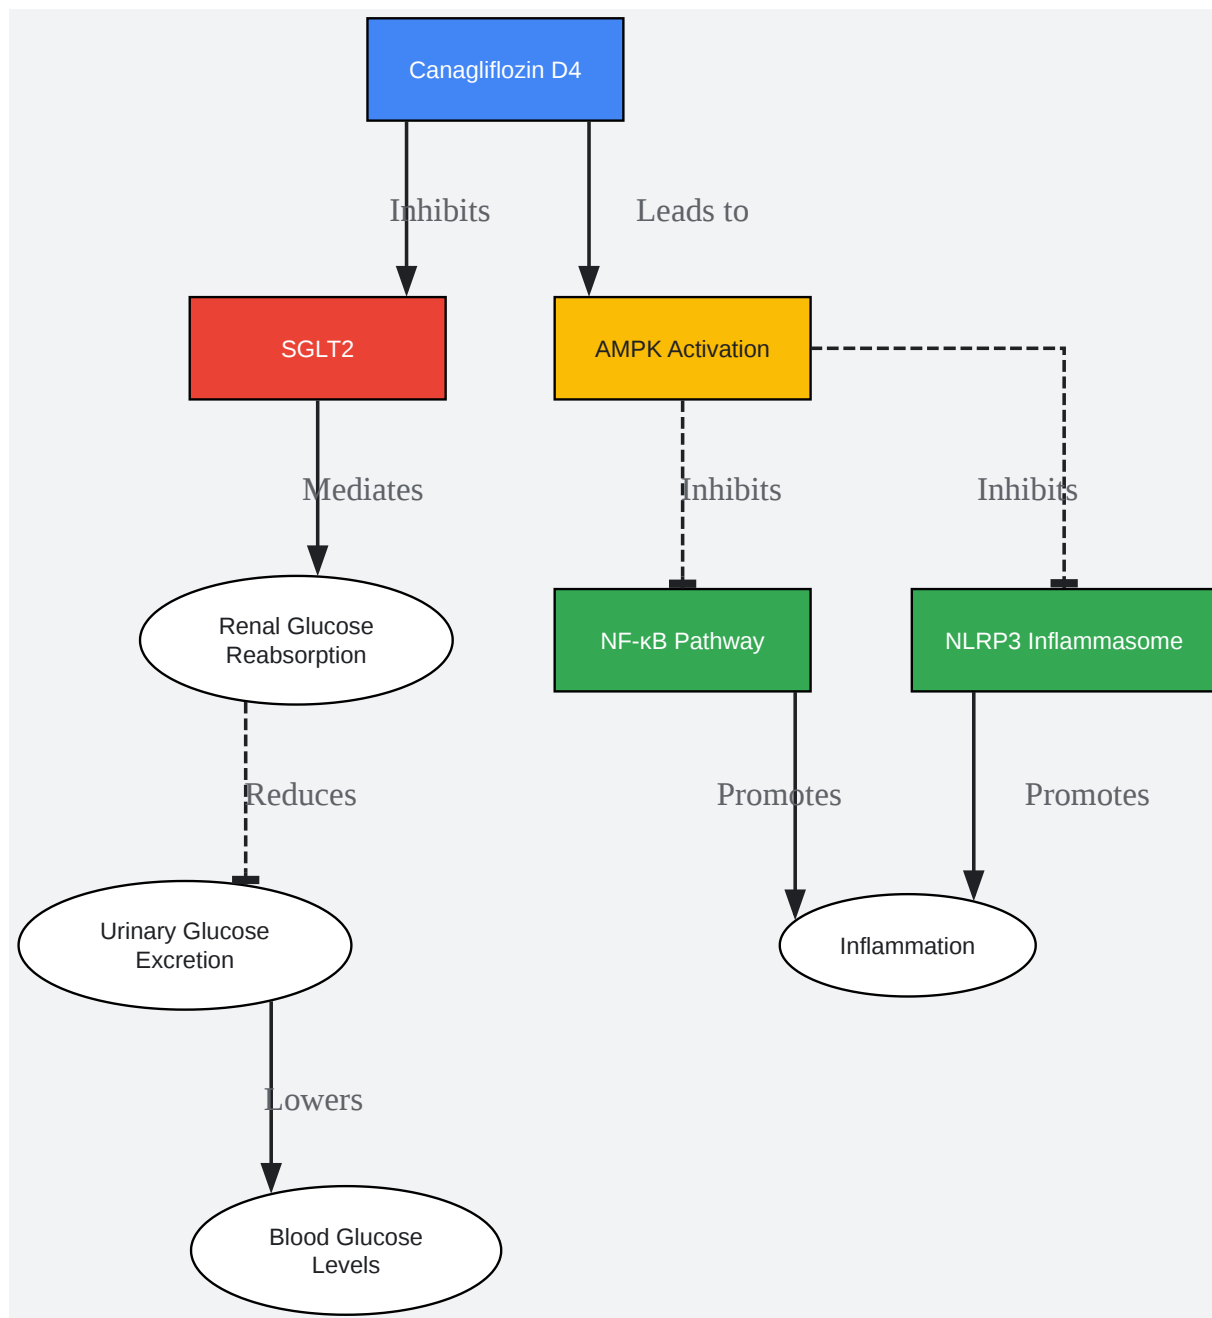 Canagliflozin D4
Inhibits
Leads to
SGLT2
AMPK Activation
Mediates
Inhibits
Inhibits
Renal Glucose
Reabsorption
NF-κB Pathway
NLRP3 Inflammasome
Reduces
Promotes
Promotes
Urinary Glucose
Excretion
Inflammation
Lowers
Blood Glucose
Levels